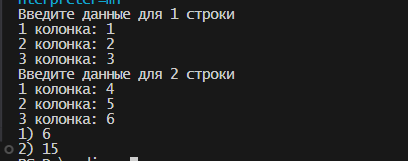 Введите данные для 1 строки
1 колонка: 1
2 колонка: 2
3 колонка: 3
Введите данные для 2 строки
1 колонка: 4
2 колонка: 5
3 колонка: 6
1) 6
2) 15